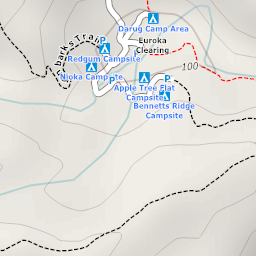 Darug Camp Area
P
Euroka
Clearing
Redgum Campsite
Nioka Campsite
100
P
P
Apple Tree Flat
Campsite
Bennetts Ridge
Campsite